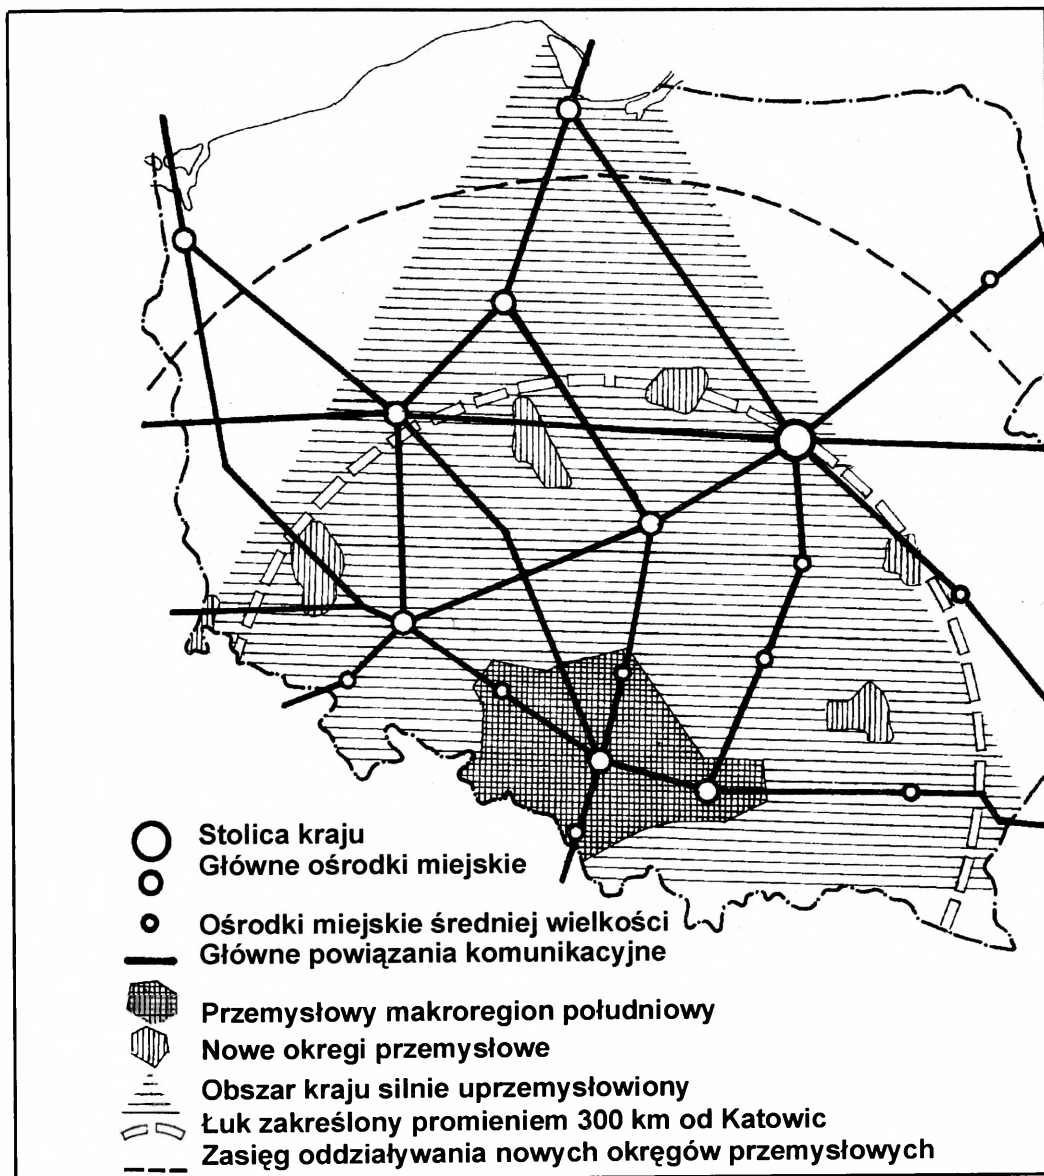 Stolica kraju
Główne ośrodki miejskie
Ośrodki miejskie średniej wielkości
Główne powiązania komunikacyjne
Przemysłowy makroregion południowy
Nowe okregi przemysłowe
Obszar kraju silnie uprzemysłowiony
Łuk zakreślony promieniem 300 km od Katowic
Zasięg oddziaływania nowych okręgów przemysłowych